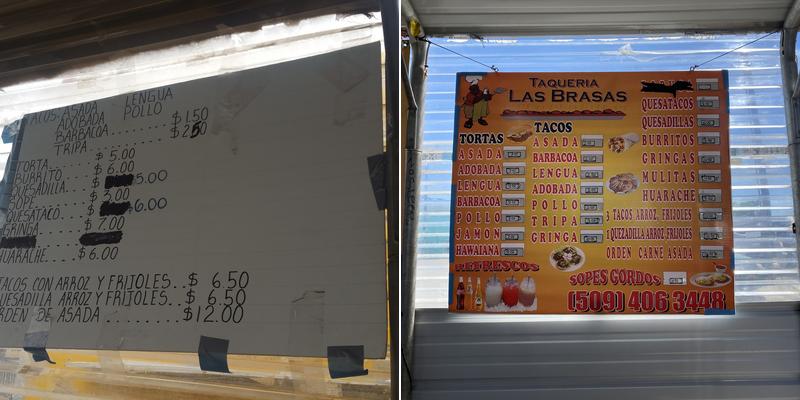 TACOS ASADA LENGUA
AOBADA POLLO
BARBACOA........ $1.50
TRIPA........... $2.50
TORTA....... $5.00
BURRITO..... $6.00
QUESADILLA.. $5.00
SOPE........ $3.00
QUESATACO... $6.00
GRINGA...... $7.00
HUARACHE.... $6.00
TACOS CON ARROZ Y FRIJOLES..$ 6.50
QUESADILLA ARROZ Y FRIJOLES..$ 6.50
ORDEN DE ASADA..........$12.00
TAQUERIA
LAS BRASAS
TORTAS
ASADA
ADOBADA
LENGUA
BARBACOA
POLLO
JAMON
HAWAIANA
REFRESCOS
TACOS
ASADA
BARBACOA
LENGUA
ADOBADA
POLLO
TRIPA
GRINGA
QUESATACOS
QUESADILLAS
BURRITOS
GRINGAS
MULITAS
HUARACHE
3 TACOS ARROZ, FRIJOLES
1 QUEZADILLA ARROZ, FRIJOLES
ORDEN CARNE ASADA
SOPES GORDOS
(509) 406 3448